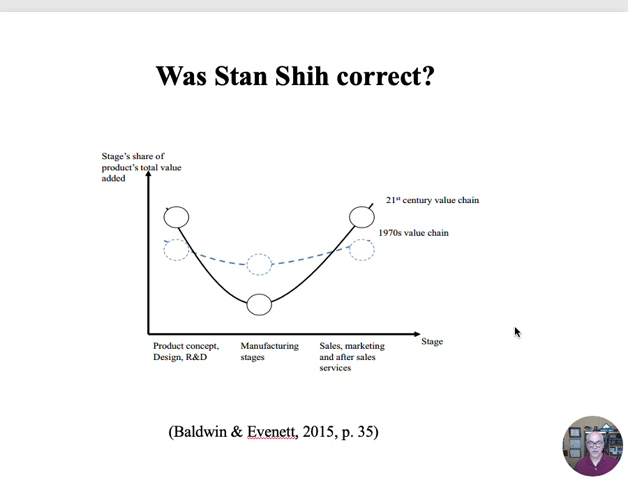 Was Stan Shih correct?
Stage's share of
product's total value
added
21st century value chain
1970s value chain
Product concept,
Design, R&D
Manufacturing
stages
Sales, marketing
and after sales
services
Stage
(Baldwin & Evenett, 2015, p. 35)